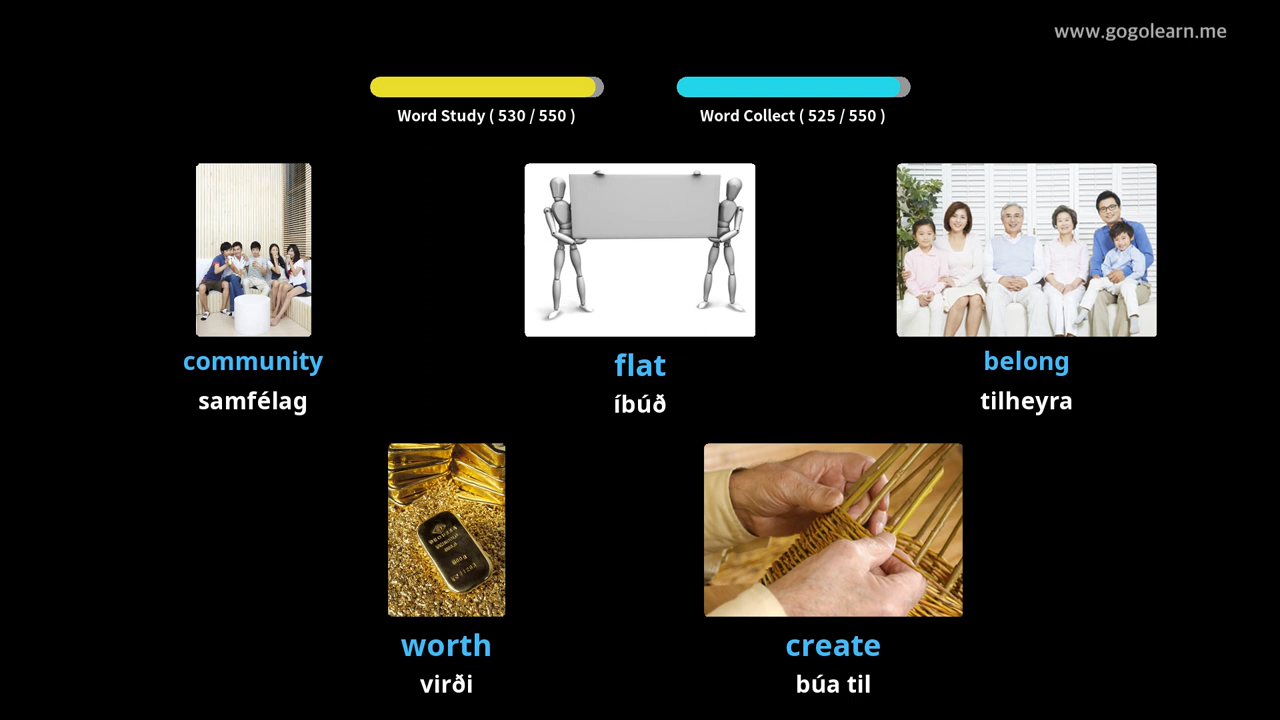 www.gogolearn.me
Word Study ( 530 / 550 )
Word Collect ( 525 / 550 )
community
samfélag
flat
íbúð
belong
tilheyra
worth
virði
create
búa til